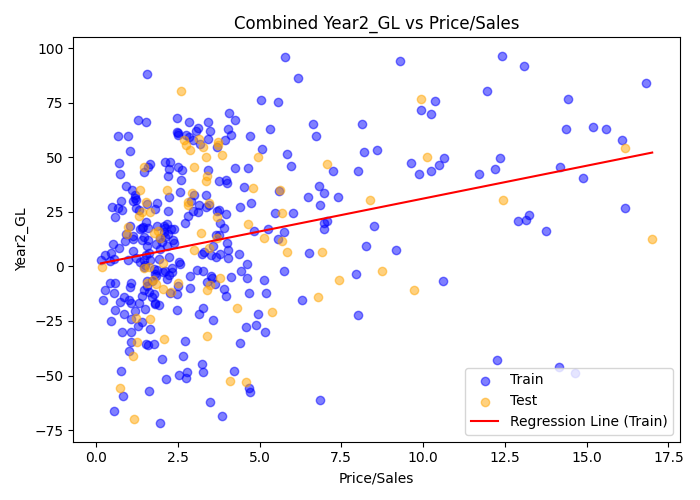 Combined Year2_GL vs Price/Sales
Year2_GL
100
75
50
25
0
−25
−50
−75
0.0 2.5 5.0 7.5 10.0 12.5 15.0 17.5
Price/Sales
Train
Test
Regression Line (Train)